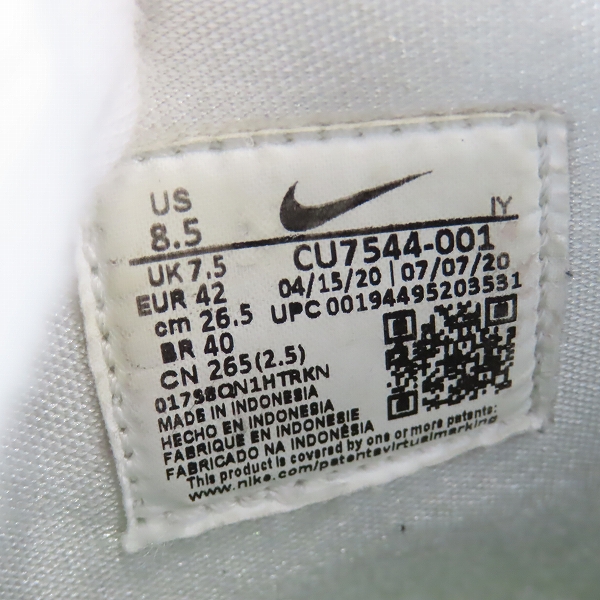 US
8.5
IY
UK 7.5
CU7544-001
EUR 42
04/15/20 | 07/07/20
cm 26.5
UPC 00194495203531
BR 40
CN 265(2.5)
01738QN1HTRKN
MADE IN INDONESIA
HECHO EN INDONESIA
FABRIQUE EN INDONESIE
FABRICADO NA INDONÉSIA
This product is covered by one or more patents:
www.nike.com/patentsvirtualmarking